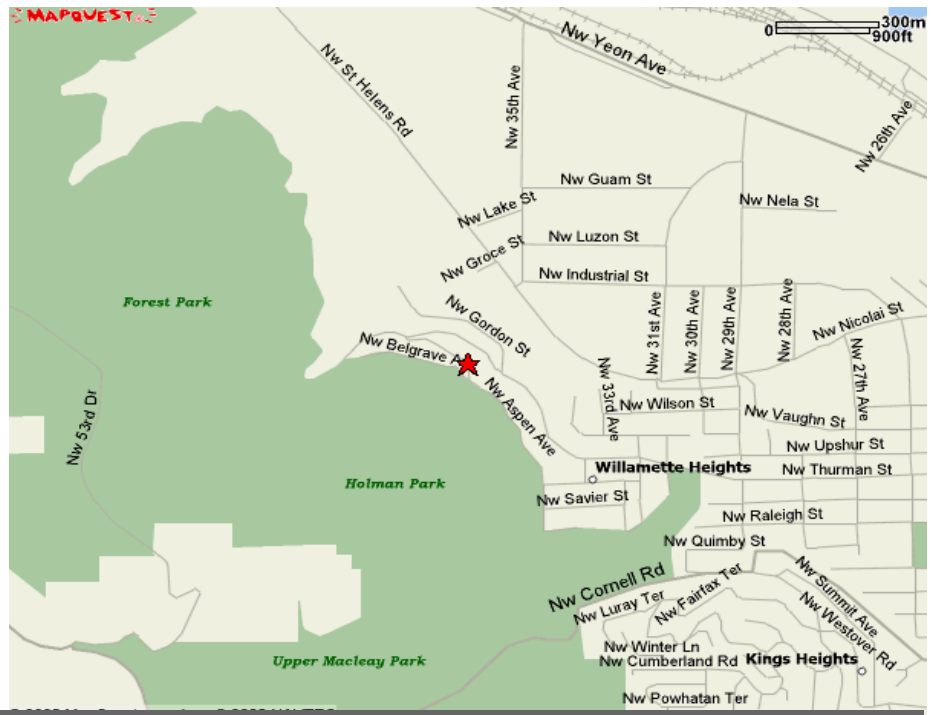 MAPQUEST
300m
0
900ft
Nw Yeon Ave
Nw St Helens Rd
Nw 35th Ave
Nw 26th Ave
Nw Guam St
Nw Lake St
Nw Nela St
Nw Luzon St
Nw Groce St
Nw Industrial St
Forest Park
Nw Gordon St
Nw 31st Ave
Nw 30th Ave
Nw 29th Ave
Nw 28th Ave
Nw Nicolai St
Nw Belgrave A
Nw Aspen Ave
Nw 33rd Ave
Nw 27th Ave
Nw 53rd Dr
Nw Wilson St
Nw Vaughn St
Nw Upshur St
Willamette Heights
Nw Thurman St
Holman Park
Nw Savier St
Nw Raleigh St
Nw Quimby St
Nw Cornell Rd
Nw Luray Ter
Nw Fairfax Ter
Nw Summit Ave
Nw Westover Rd
Nw Winter Ln
Nw Cumberland Rd
Kings Heights
Upper Macleay Park
Nw Powhatan Ter